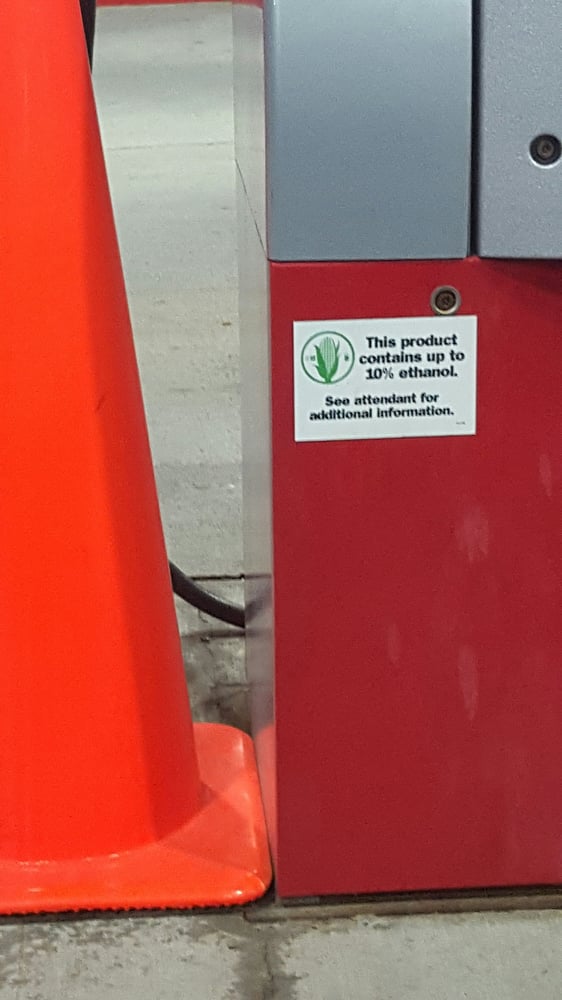 This product
contains up to
10% ethanol.
See attendant for
additional information.